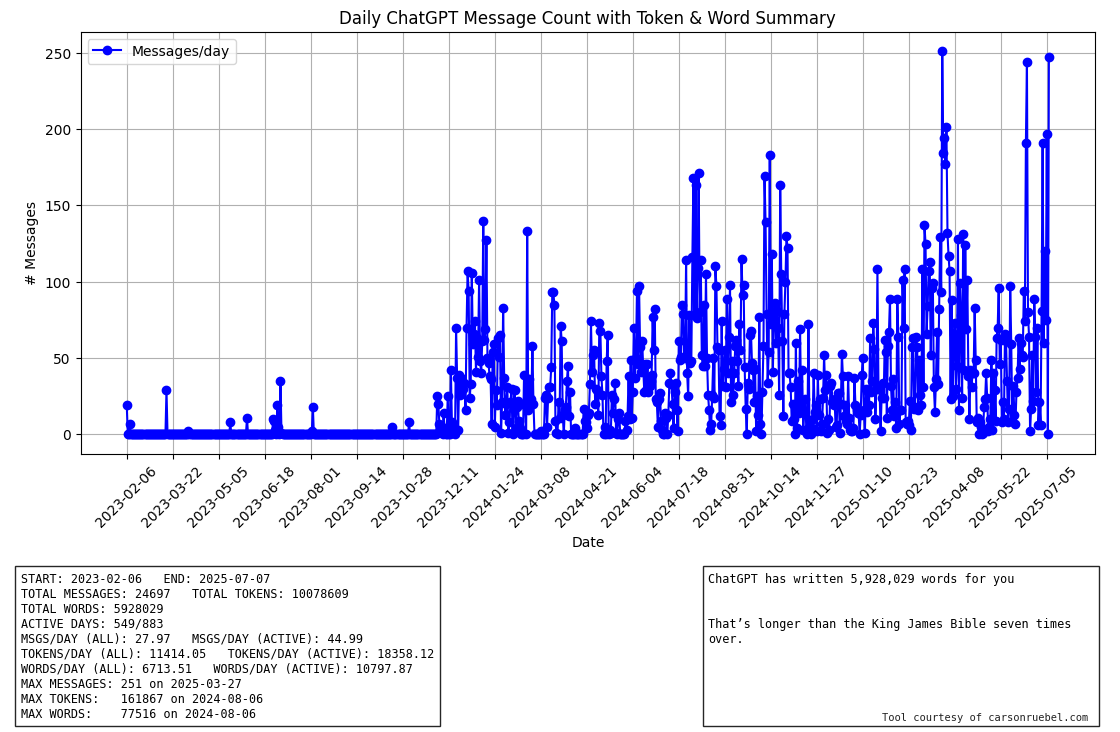 Daily ChatGPT Message Count with Token & Word Summary
Messages/day
250
200
150
100
50
0
# Messages
2023-02-06
2023-03-22
2023-05-05
2023-06-18
2023-08-01
2023-09-14
2023-10-28
2023-12-11
2024-01-24
2024-03-08
2024-04-21
2024-06-04
2024-07-18
2024-08-31
2024-10-14
2024-11-27
2025-01-10
2025-02-23
2025-04-08
2025-05-22
2025-07-05
Date
START: 2023-02-06   END: 2025-07-07
TOTAL MESSAGES: 24697   TOTAL TOKENS: 10078609
TOTAL WORDS: 5928029
ACTIVE DAYS: 549/883
MSGS/DAY (ALL): 27.97   MSGS/DAY (ACTIVE): 44.99
TOKENS/DAY (ALL): 11414.05   TOKENS/DAY (ACTIVE): 18358.12
WORDS/DAY (ALL): 6713.51   WORDS/DAY (ACTIVE): 10797.87
MAX MESSAGES: 251 on 2025-03-27
MAX TOKENS:   161867 on 2024-08-06
MAX WORDS:    77516 on 2024-08-06
ChatGPT has written 5,928,029 words for you
That’s longer than the King James Bible seven times
over.
Tool courtesy of carsonruebel.com